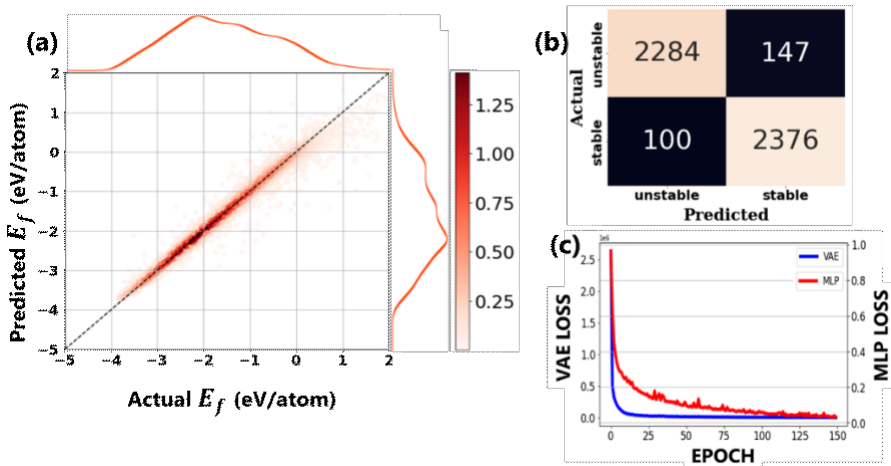 (a)
2
1
0
−1
−2
−3
−4
−5
−5 −4 −3 −2 −1 0 1 2
Predicted E_f (eV/atom)
Actual E_f (eV/atom)
1.25
1.00
0.75
0.50
0.25
(b)
Actual
unstable
stable
2284 147
100 2376
unstable stable
Predicted
(c)
1e6
2.5
2.0
1.5
1.0
0.5
0.0
VAE LOSS
VAE
MLP
1.0
0.8
0.6
0.4
0.2
0.0
MLP LOSS
0 25 50 75 100 125 150
EPOCH